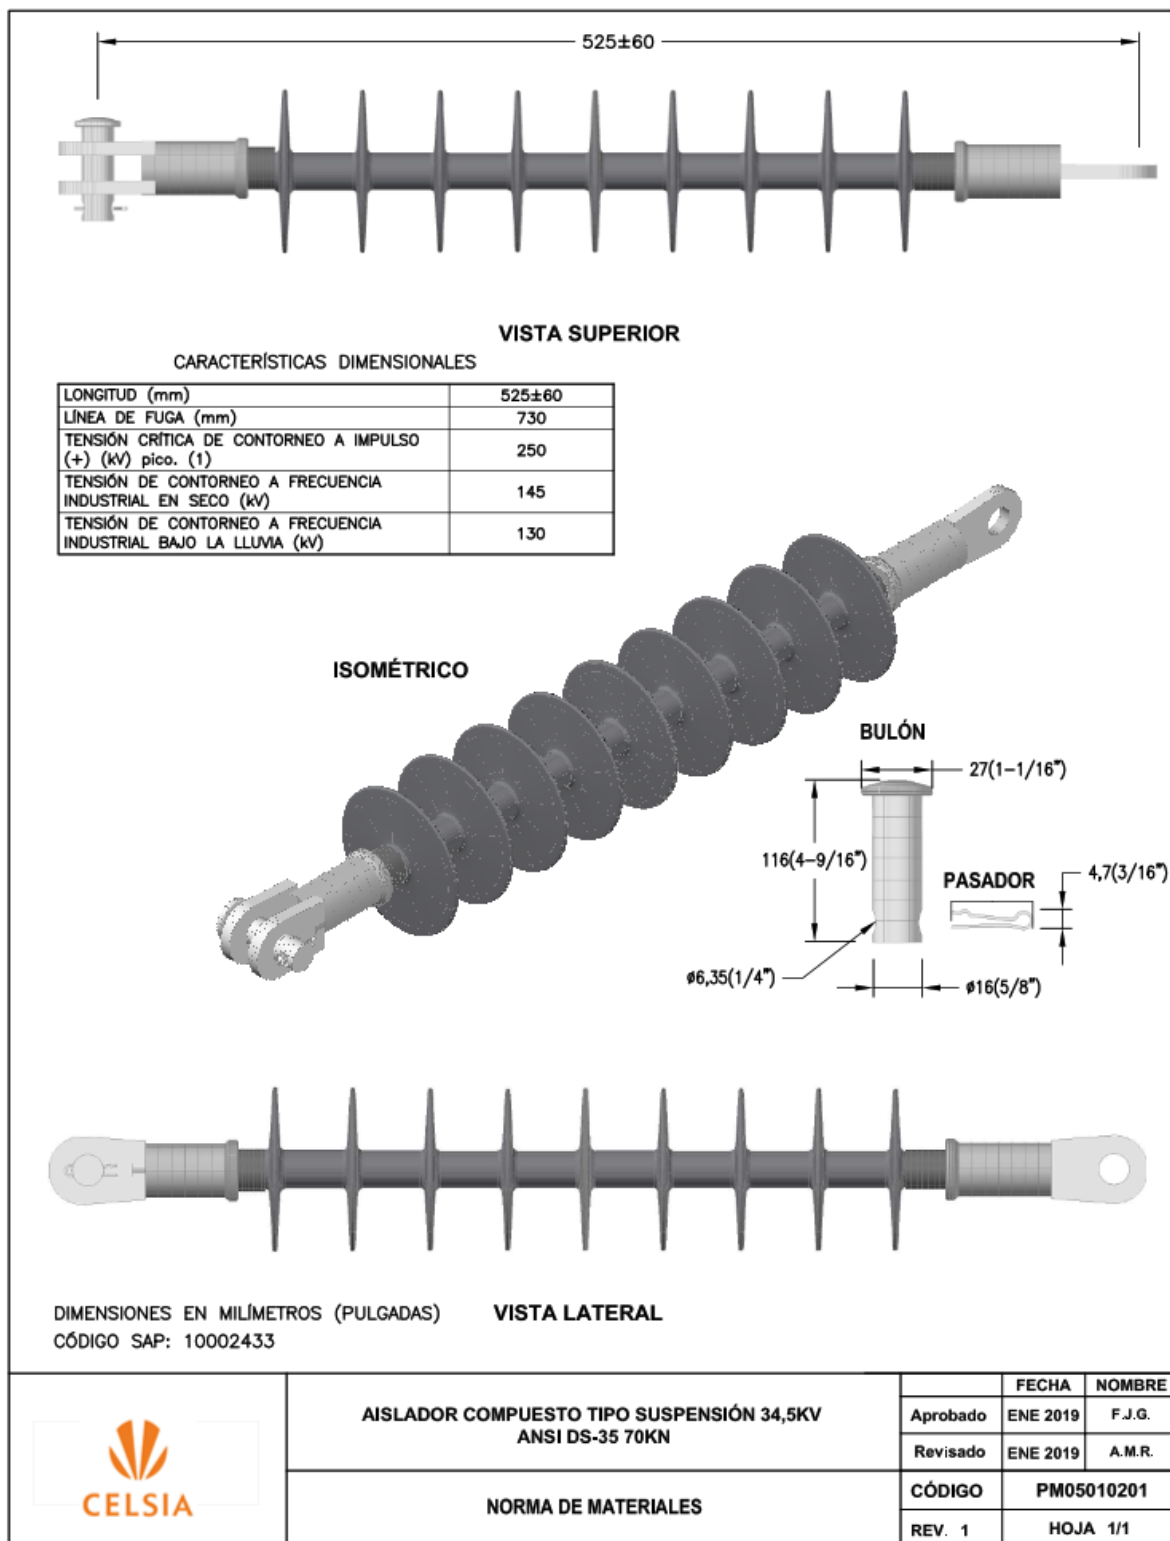 525±60
VISTA SUPERIOR
CARACTERÍSTICAS DIMENSIONALES
LONGITUD (mm) 525±60
LÍNEA DE FUGA (mm) 730
TENSIÓN CRÍTICA DE CONTORNEO A IMPULSO
(+) (kV) pico. (1) 250
TENSIÓN DE CONTORNEO A FRECUENCIA
INDUSTRIAL EN SECO (kV) 145
TENSIÓN DE CONTORNEO A FRECUENCIA
INDUSTRIAL BAJO LA LLUVIA (kV) 130
ISOMÉTRICO
BULÓN
27(1-1/16")
116(4-9/16")
PASADOR
4,7(3/16")
ø6,35(1/4")
ø16(5/8")
DIMENSIONES EN MILÍMETROS (PULGADAS)
VISTA LATERAL
CÓDIGO SAP: 10002433
CELSIA
AISLADOR COMPUESTO TIPO SUSPENSIÓN 34,5KV
ANSI DS-35 70KN
NORMA DE MATERIALES
FECHA NOMBRE
Aprobado ENE 2019 F.J.G.
Revisado ENE 2019 A.M.R.
CÓDIGO PM05010201
REV. 1 HOJA 1/1